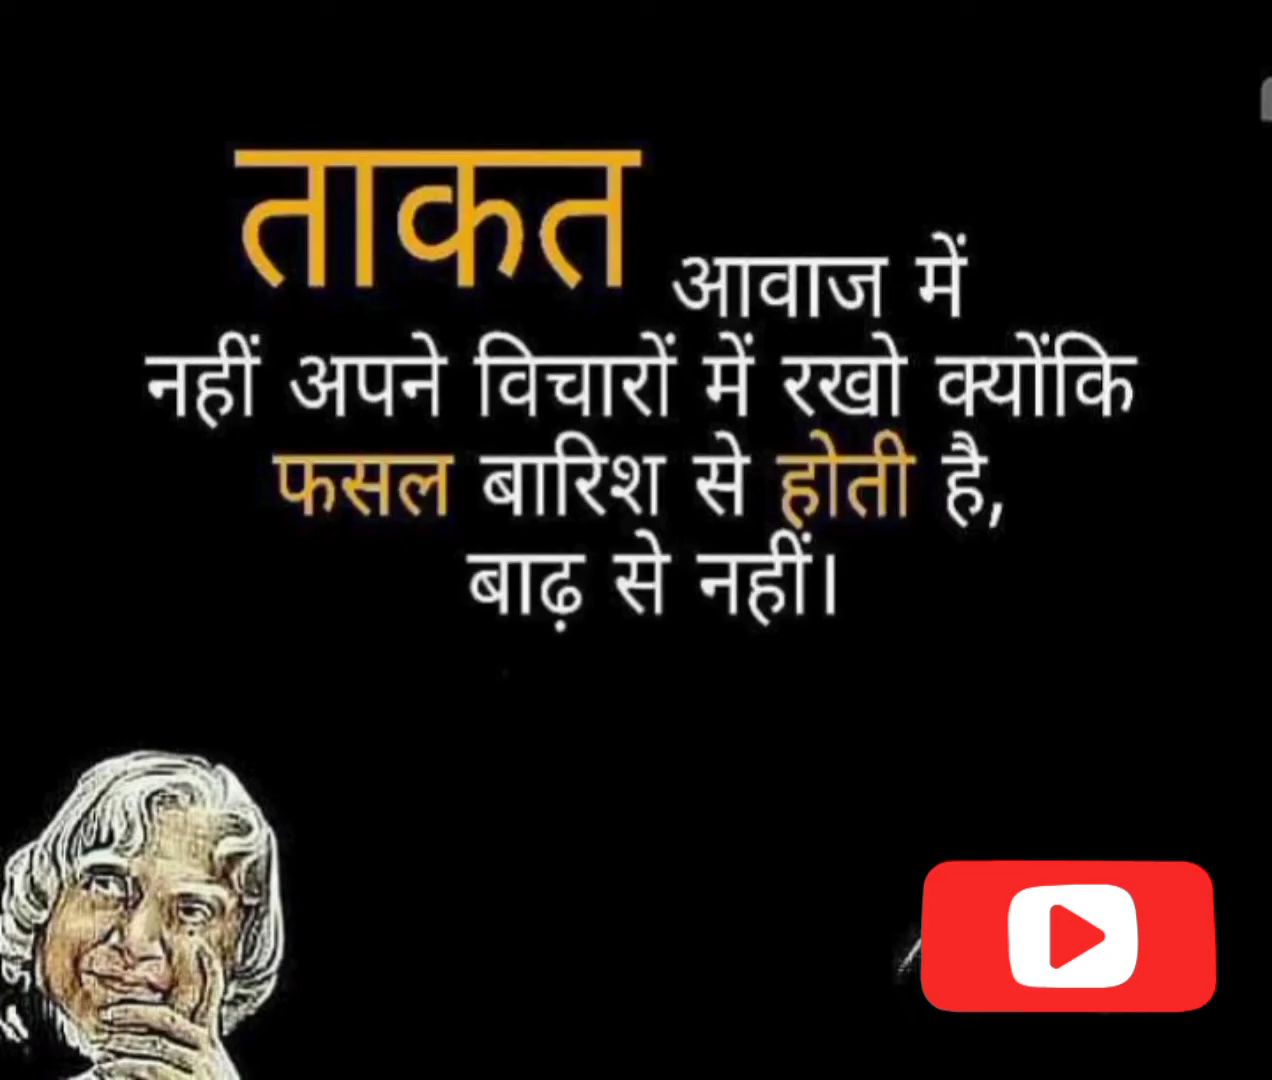 ताकत आवाज में
नहीं अपने विचारों में रखो क्योंकि
फसल बारिश से होती है,
बाढ़ से नहीं।